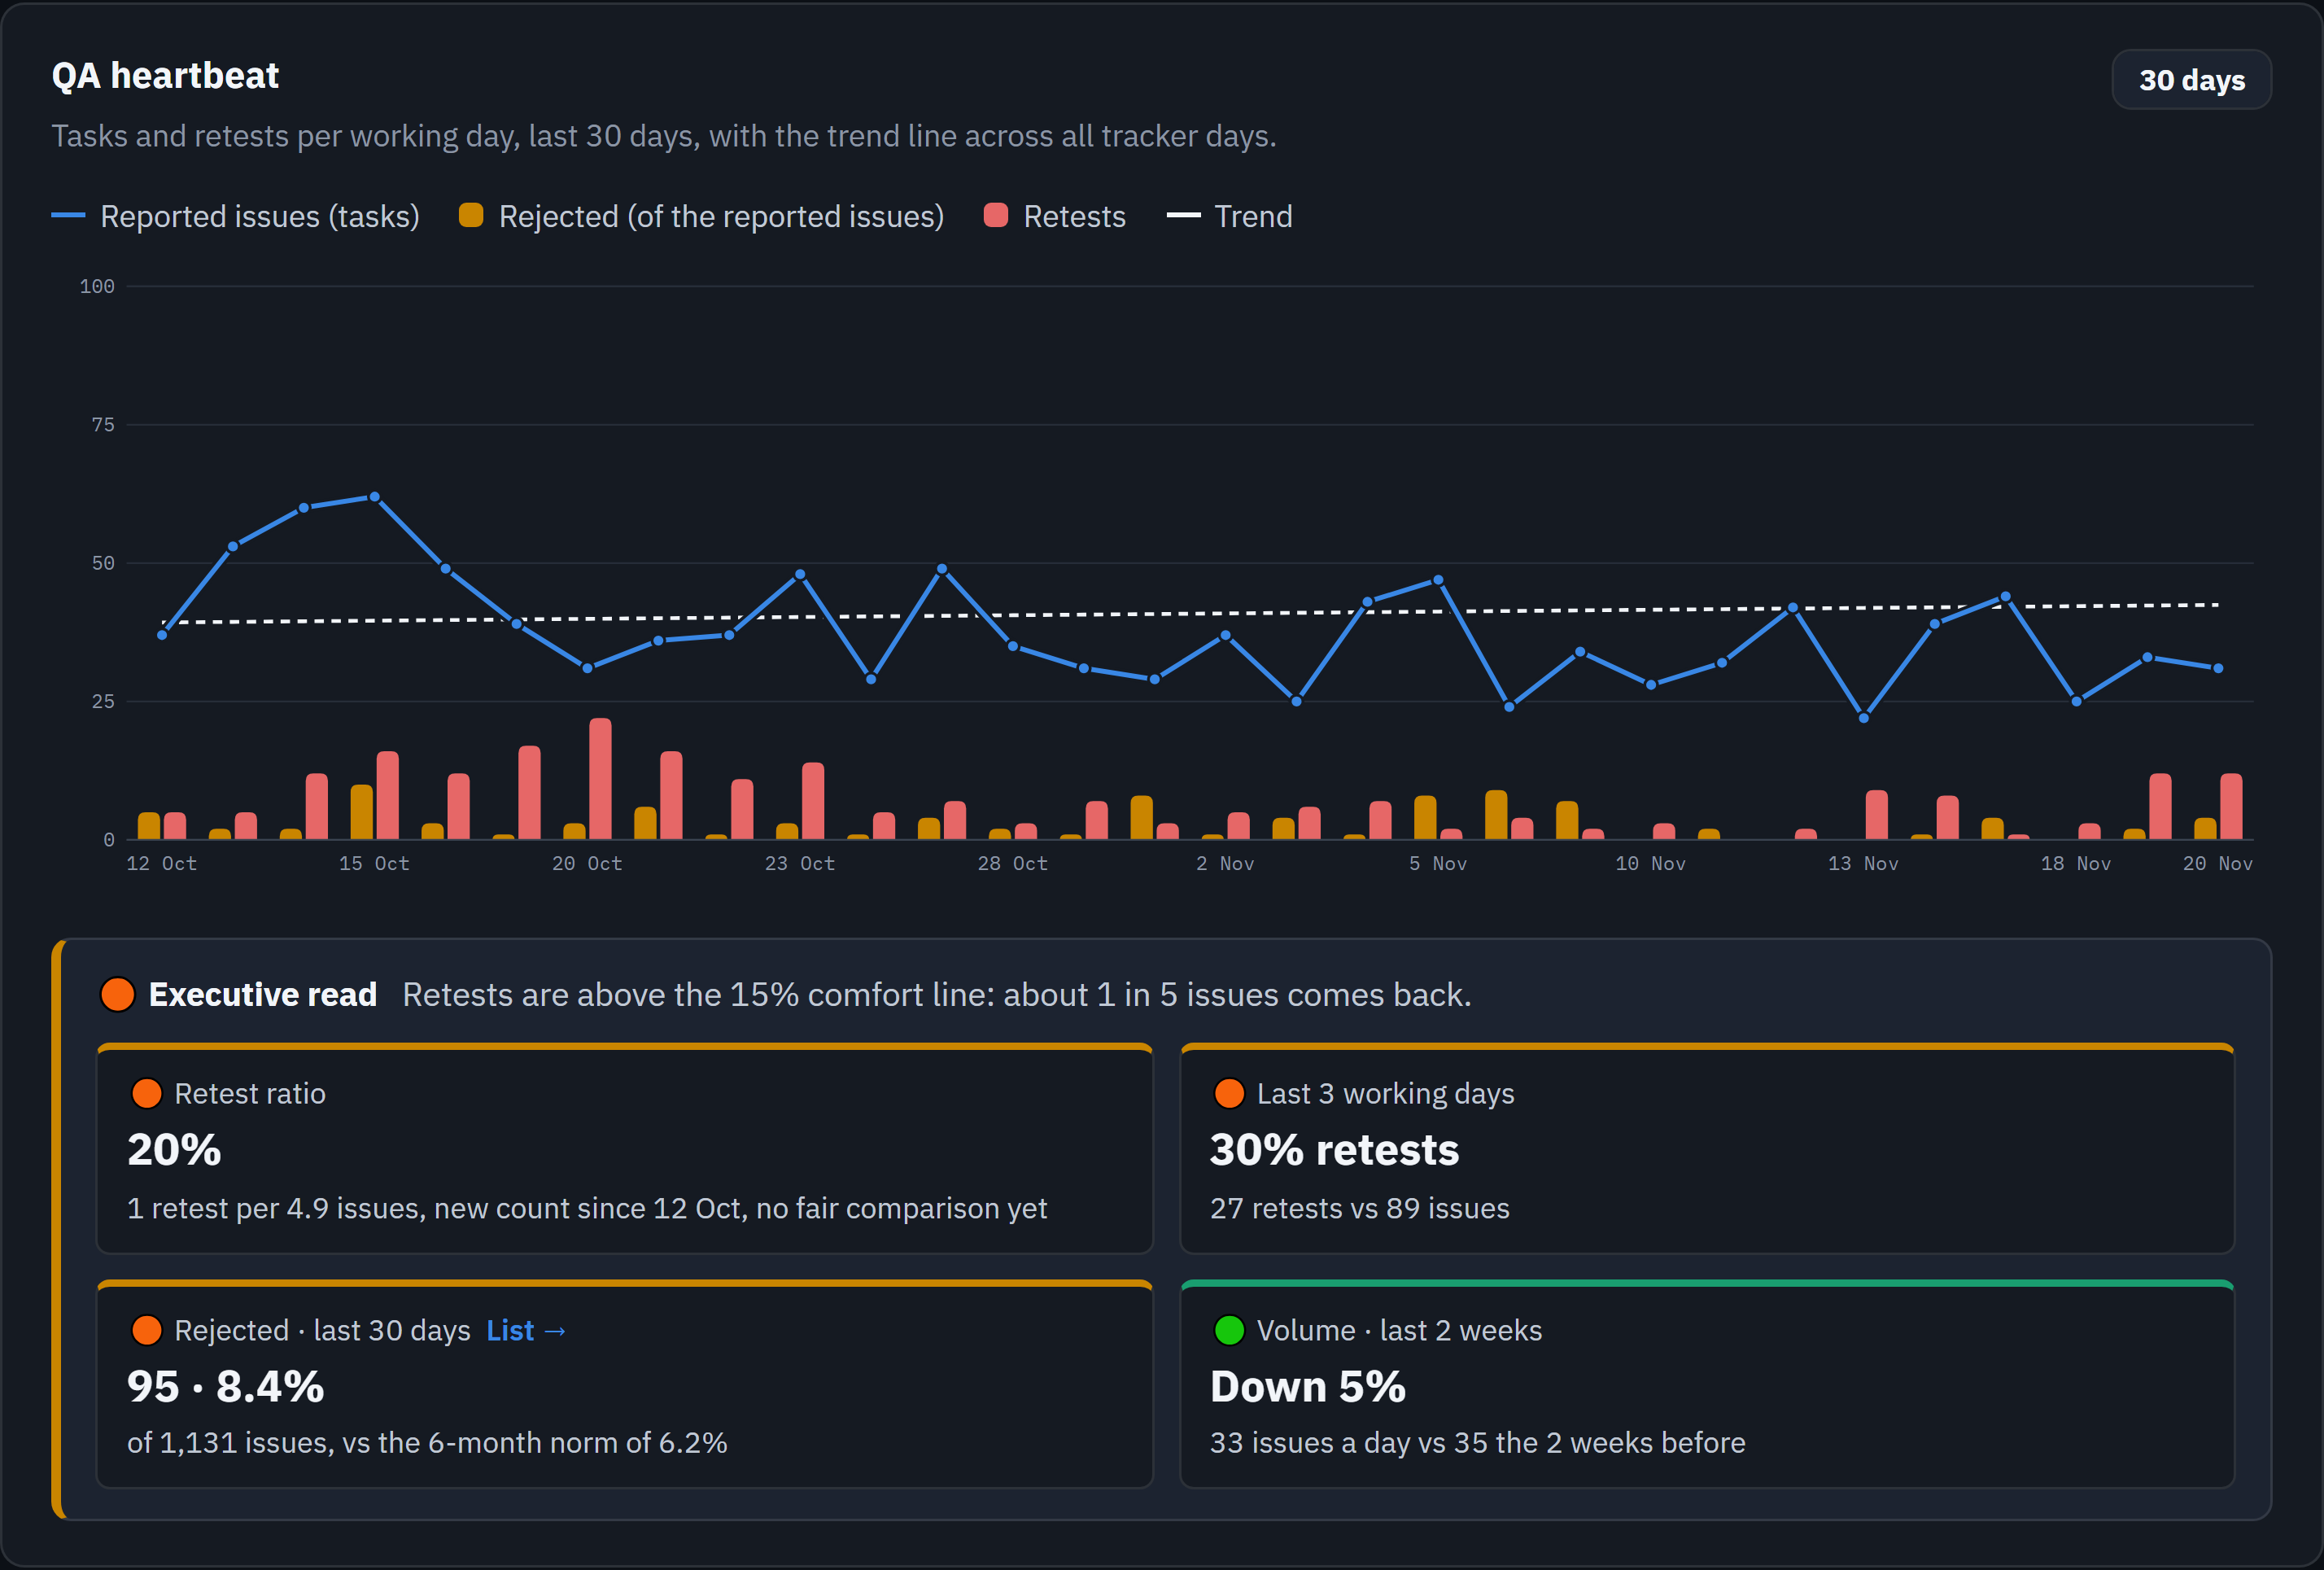 QA heartbeat
30 days
Tasks and retests per working day, last 30 days, with the trend line across all tracker days.
Reported issues (tasks) Rejected (of the reported issues) Retests Trend
100
75
50
25
0
12 Oct 15 Oct 20 Oct 23 Oct 28 Oct 2 Nov 5 Nov 10 Nov 13 Nov 18 Nov 20 Nov
Executive read Retests are above the 15% comfort line: about 1 in 5 issues comes back.
Retest ratio
20%
1 retest per 4.9 issues, new count since 12 Oct, no fair comparison yet
Last 3 working days
30% retests
27 retests vs 89 issues
Rejected · last 30 days List →
95 · 8.4%
of 1,131 issues, vs the 6-month norm of 6.2%
Volume · last 2 weeks
Down 5%
33 issues a day vs 35 the 2 weeks before